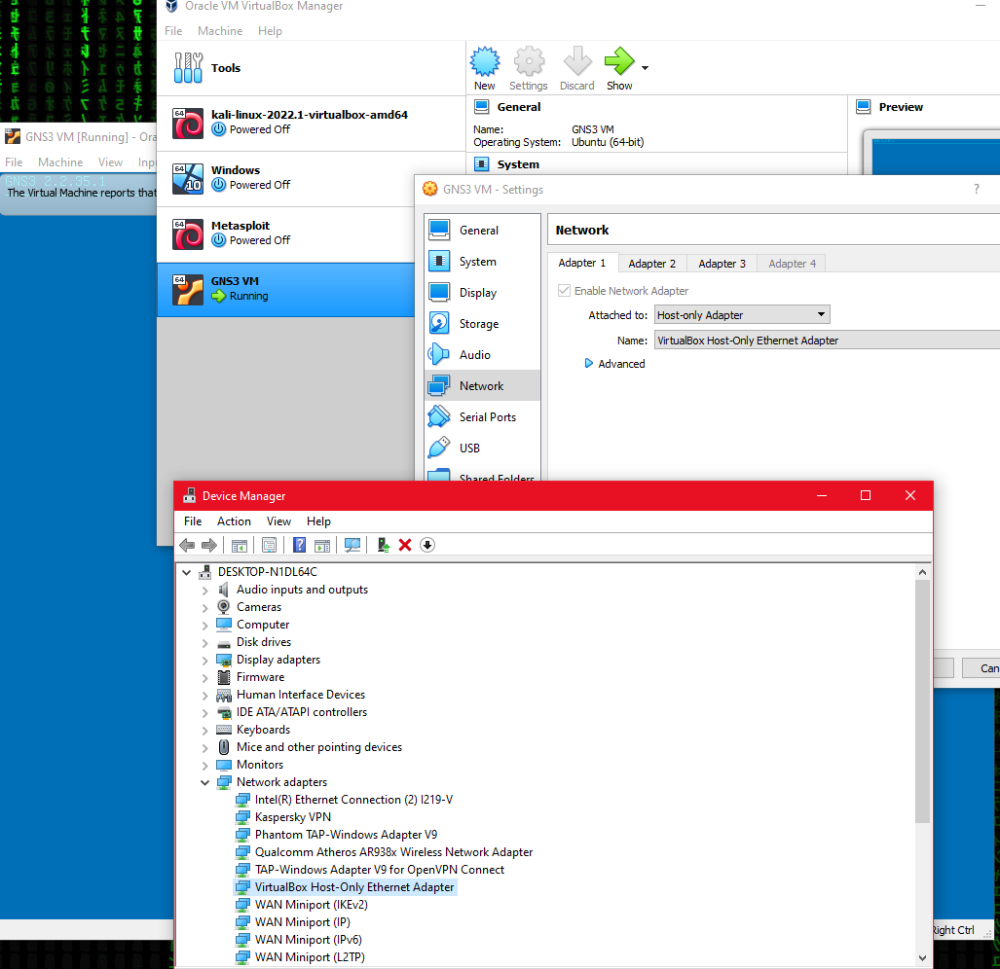 Oracle VM VirtualBox Manager
File Machine Help
Tools
New Settings Discard Show
64 kali-linux-2022.1-virtualbox-amd64
Powered Off
64 Windows
10 Powered Off
64 Metasploit
Powered Off
64 GNS3 VM
Running
General
Name: GNS3 VM
Operating System: Ubuntu (64-bit)
System
Preview
GNS3 VM [Running] - Ora
File Machine View Inp
GNS3 2.2.35.1
The Virtual Machine reports that
GNS3 VM - Settings
?
General
System
Display
Storage
Audio
Network
Serial Ports
USB
Shared Folders
Network
Adapter 1 Adapter 2 Adapter 3 Adapter 4
Enable Network Adapter
Attached to: Host-only Adapter
Name: VirtualBox Host-Only Ethernet Adapter
Advanced
Can
Device Manager
File Action View Help
DESKTOP-N1DL64C
Audio inputs and outputs
Cameras
Computer
Disk drives
Display adapters
Firmware
Human Interface Devices
IDE ATA/ATAPI controllers
Keyboards
Mice and other pointing devices
Monitors
Network adapters
Intel(R) Ethernet Connection (2) I219-V
Kaspersky VPN
Phantom TAP-Windows Adapter V9
Qualcomm Atheros AR938x Wireless Network Adapter
TAP-Windows Adapter V9 for OpenVPN Connect
VirtualBox Host-Only Ethernet Adapter
WAN Miniport (IKEv2)
WAN Miniport (IP)
WAN Miniport (IPv6)
WAN Miniport (L2TP)
Right Ctrl